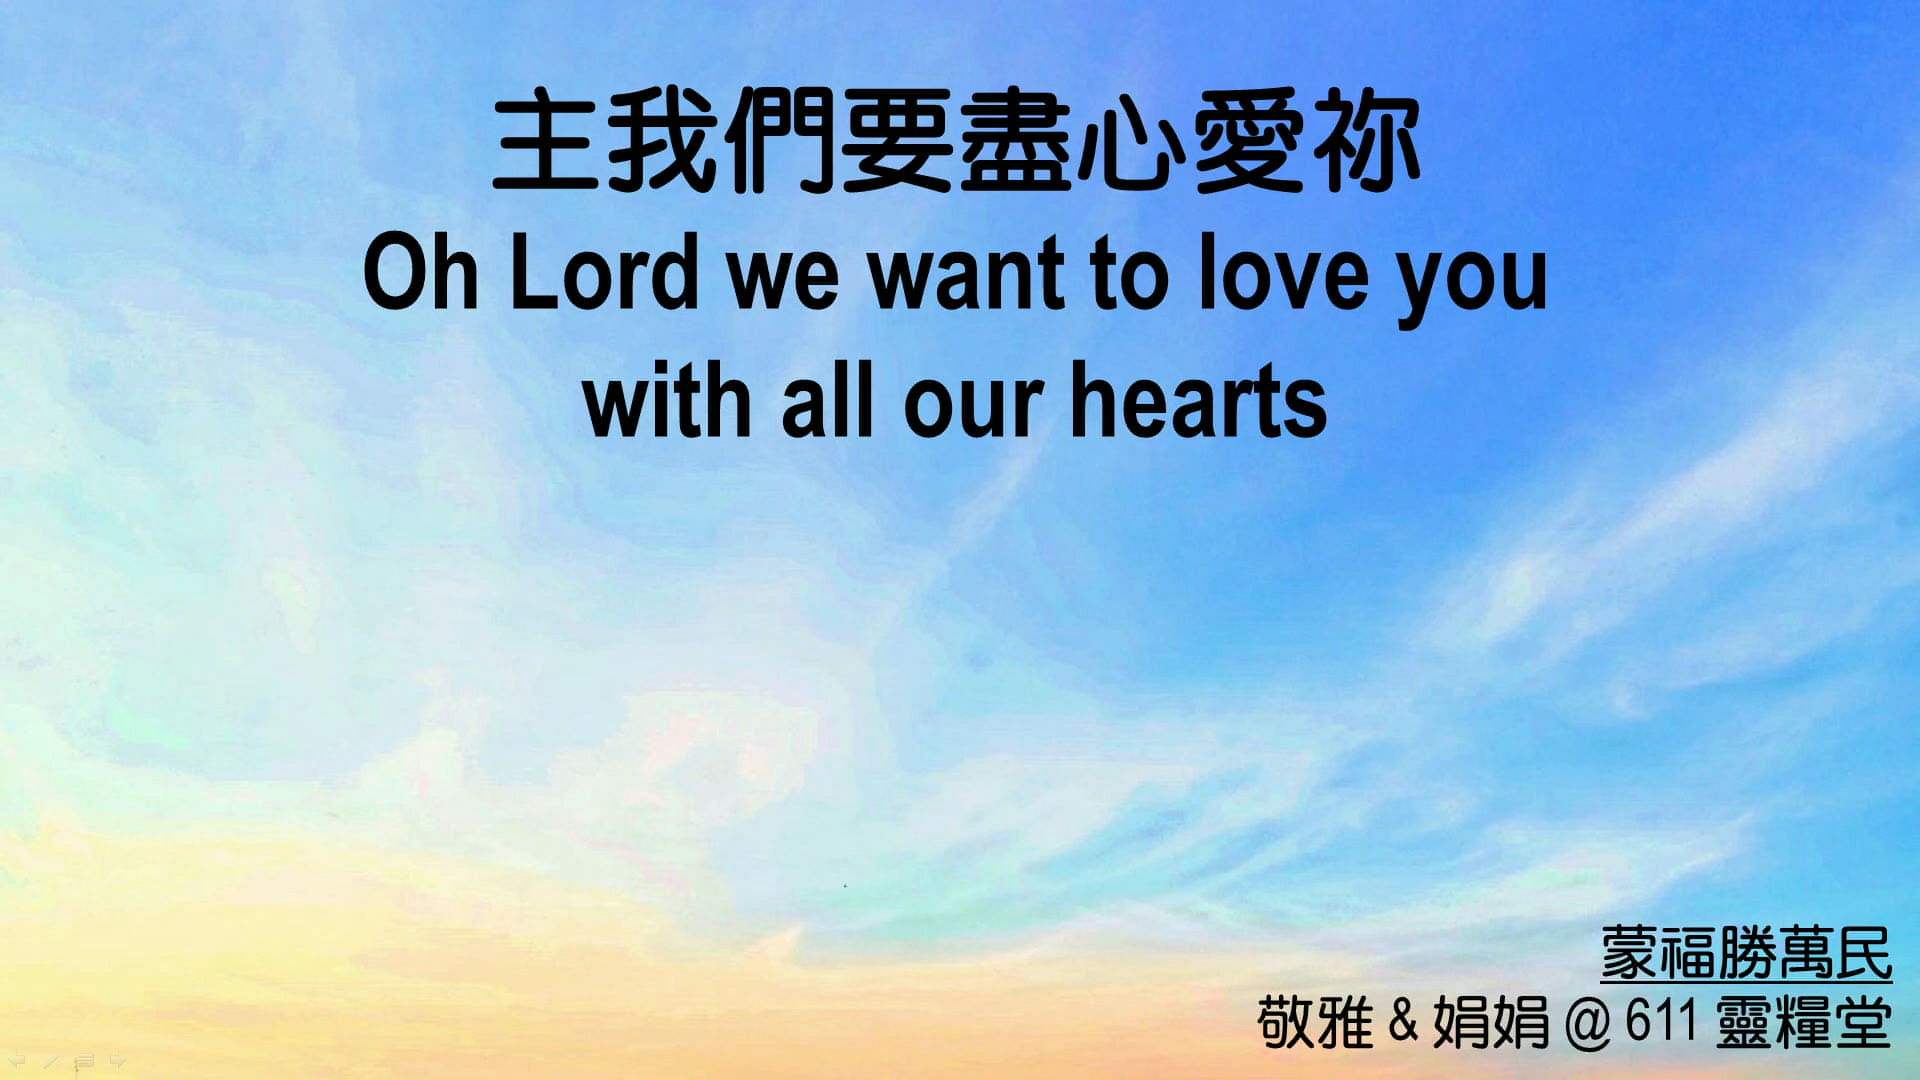 主我們要盡心愛祢
Oh Lord we want to love you
with all our hearts
蒙福勝萬民
敬雅 & 娟娟 @ 611 靈糧堂